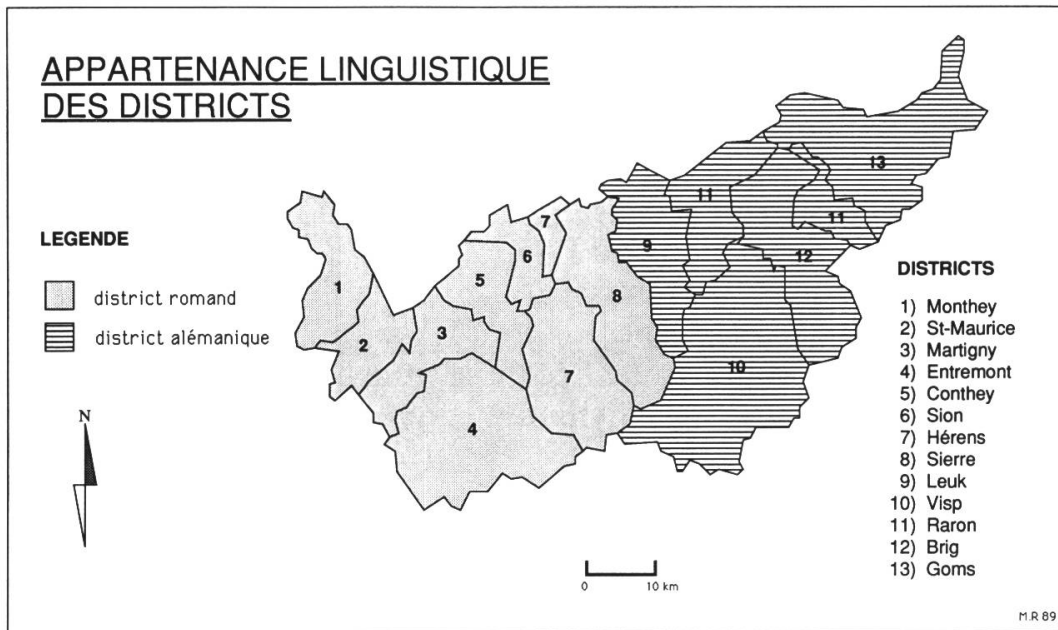 APPARTENANCE LINGUISTIQUE
DES DISTRICTS
LEGENDE
district romand
district alémanique
N
1
2
3
4
5
6
7
7
8
9
10
11
11
12
13
0 10 km
DISTRICTS
1) Monthey
2) St-Maurice
3) Martigny
4) Entremont
5) Conthey
6) Sion
7) Hérens
8) Sierre
9) Leuk
10) Visp
11) Raron
12) Brig
13) Goms
M.R 89